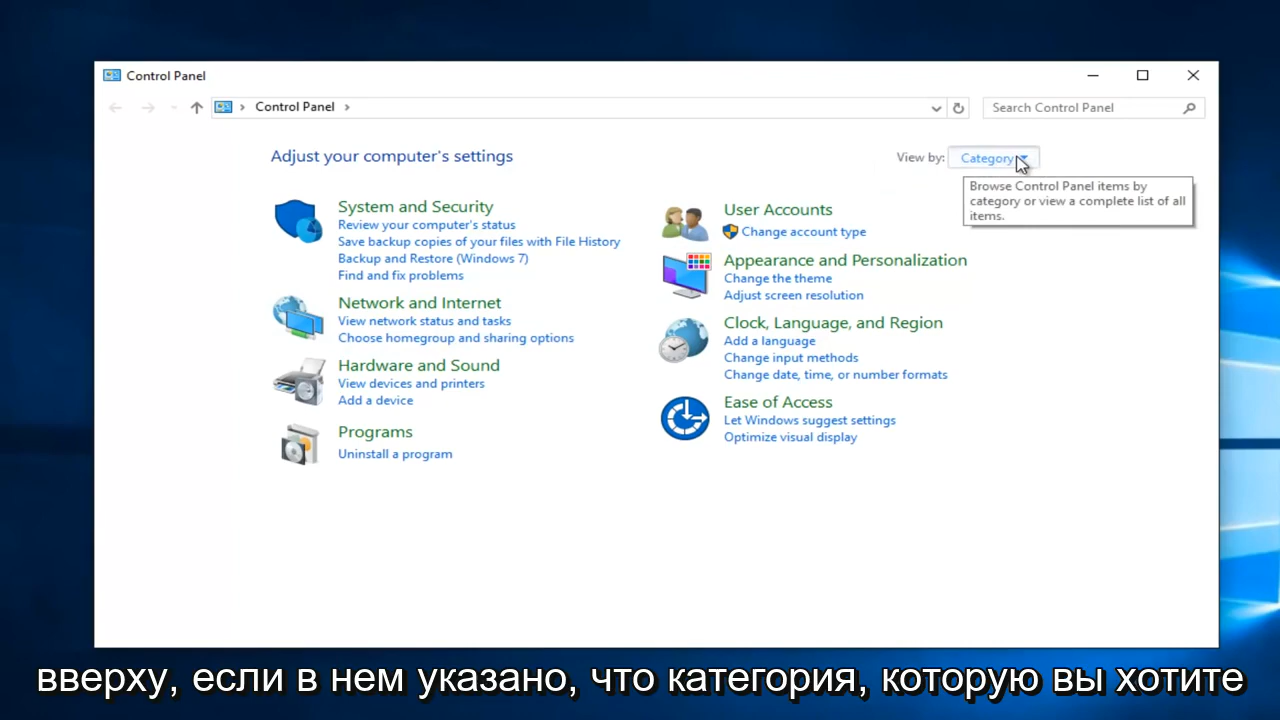 Control Panel
Control Panel
Search Control Panel
Adjust your computer's settings
View by:
Category
Browse Control Panel items by
category or view a complete list of all
items.
System and Security
Review your computer's status
Save backup copies of your files with File History
Backup and Restore (Windows 7)
Find and fix problems
Network and Internet
View network status and tasks
Choose homegroup and sharing options
Hardware and Sound
View devices and printers
Add a device
Programs
Uninstall a program
User Accounts
Change account type
Appearance and Personalization
Change the theme
Adjust screen resolution
Clock, Language, and Region
Add a language
Change input methods
Change date, time, or number formats
Ease of Access
Let Windows suggest settings
Optimize visual display
вверху, если в нем указано, что категория, которую вы хотите